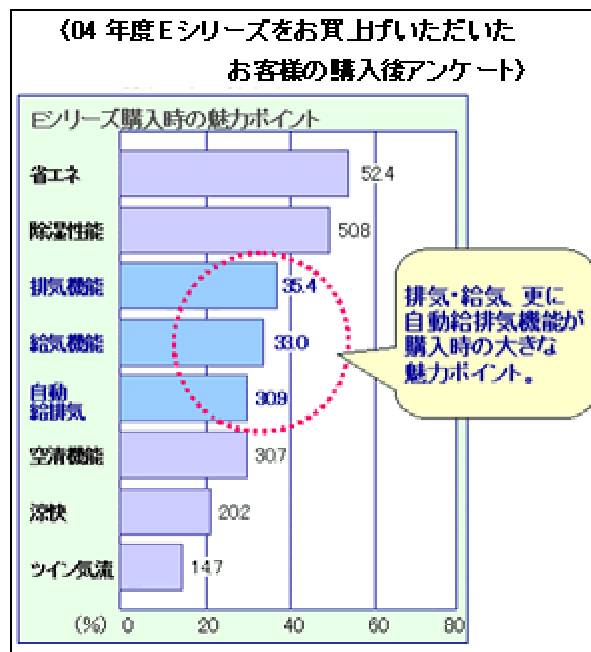 〈04 年度Eシリーズをお買上げいただいた
お客様の購入後アンケート〉
Eシリーズ購入時の魅力ポイント
省エネ
52.4
除湿性能
50.8
排気機能
35.4
給気機能
33.0
自動
給排気
30.9
空清機能
30.7
涼快
20.2
ツイン気流
14.7
(%) 0 20 40 60 80
排気・給気、更に
自動給排気機能が
購入時の大きな
魅力ポイント。